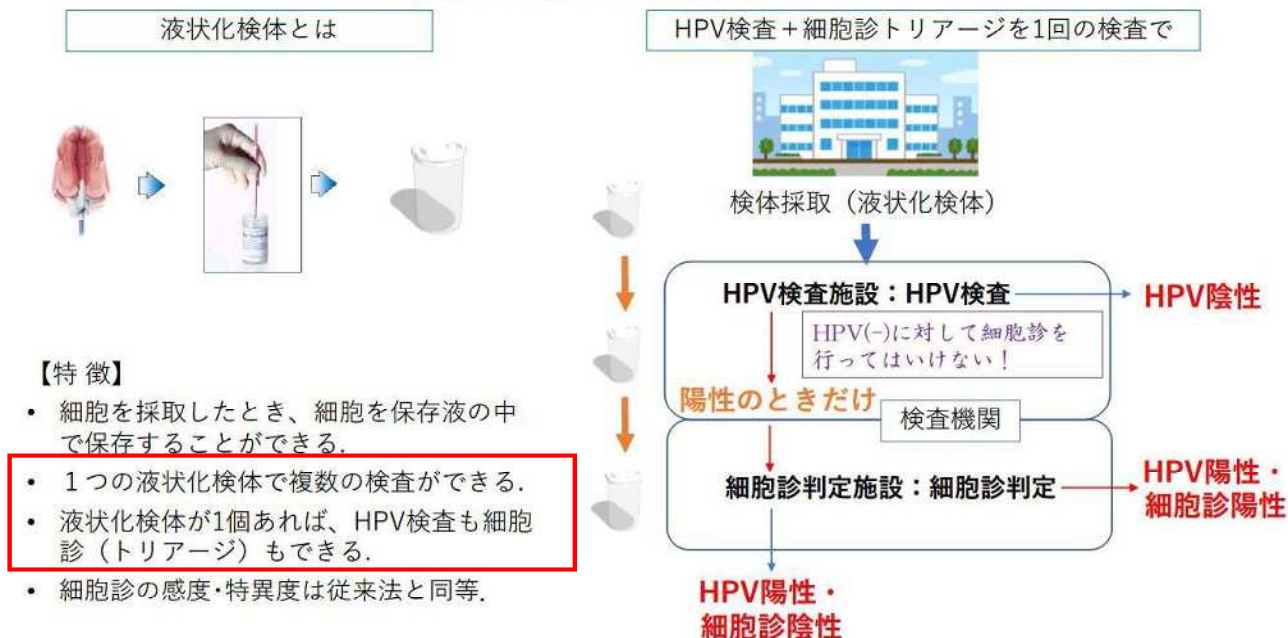 液状化検体とは
【特 徴】
• 細胞を採取したとき、細胞を保存液の中
で保存することができる.
• １つの液状化検体で複数の検査ができる.
• 液状化検体が1個あれば、HPV検査も細胞
診（トリアージ）もできる.
• 細胞診の感度･特異度は従来法と同等.
HPV検査＋細胞診トリアージを1回の検査で
検体採取（液状化検体）
HPV検査施設：HPV検査
HPV陰性
HPV(-)に対して細胞診を
行ってはいけない！
陽性のときだけ
検査機関
細胞診判定施設：細胞診判定
HPV陽性・
細胞診陽性
HPV陽性・
細胞診陰性